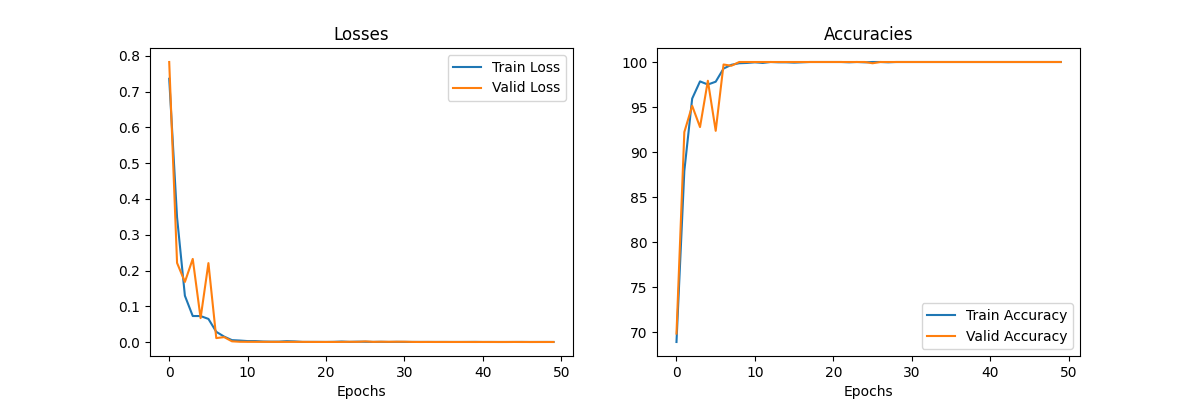 Losses
0.8
0.7
0.6
0.5
0.4
0.3
0.2
0.1
0.0
0 10 20 30 40 50
Epochs
Train Loss
Valid Loss
Accuracies
100
95
90
85
80
75
70
0 10 20 30 40 50
Epochs
Train Accuracy
Valid Accuracy